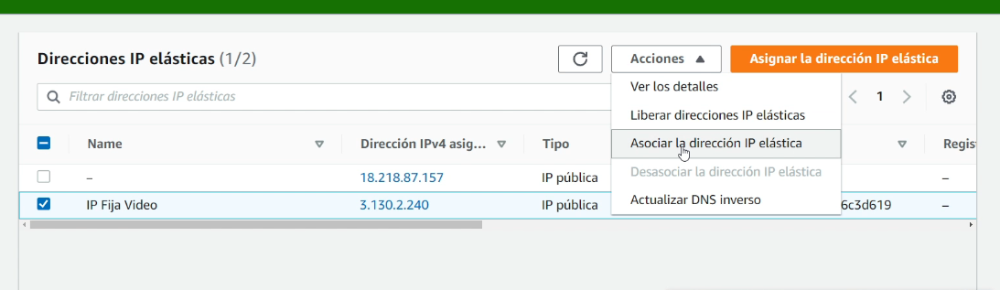 Direcciones IP elásticas (1/2)
Acciones
Asignar la dirección IP elástica
Filtrar direcciones IP elásticas
1
Ver los detalles
Liberar direcciones IP elásticas
Asociar la dirección IP elástica
Desasociar la dirección IP elástica
Actualizar DNS inverso
Name
Dirección IPv4 asig...
Tipo
Regis
–
18.218.87.157
IP pública
–
IP Fija Video
3.130.2.240
IP pública
6c3d619
–